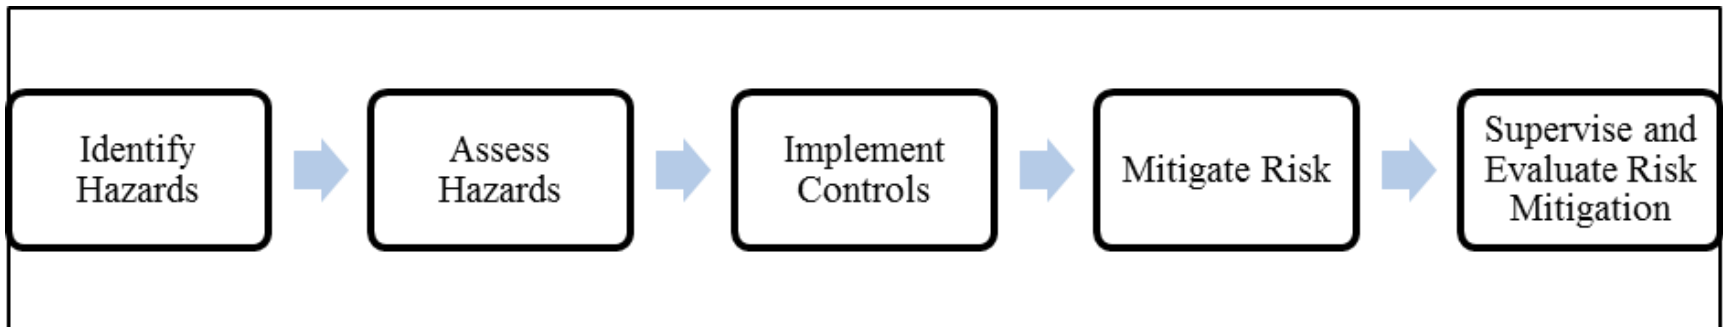 Identify
Hazards
Assess
Hazards
Implement
Controls
Mitigate Risk
Supervise and
Evaluate Risk
Mitigation